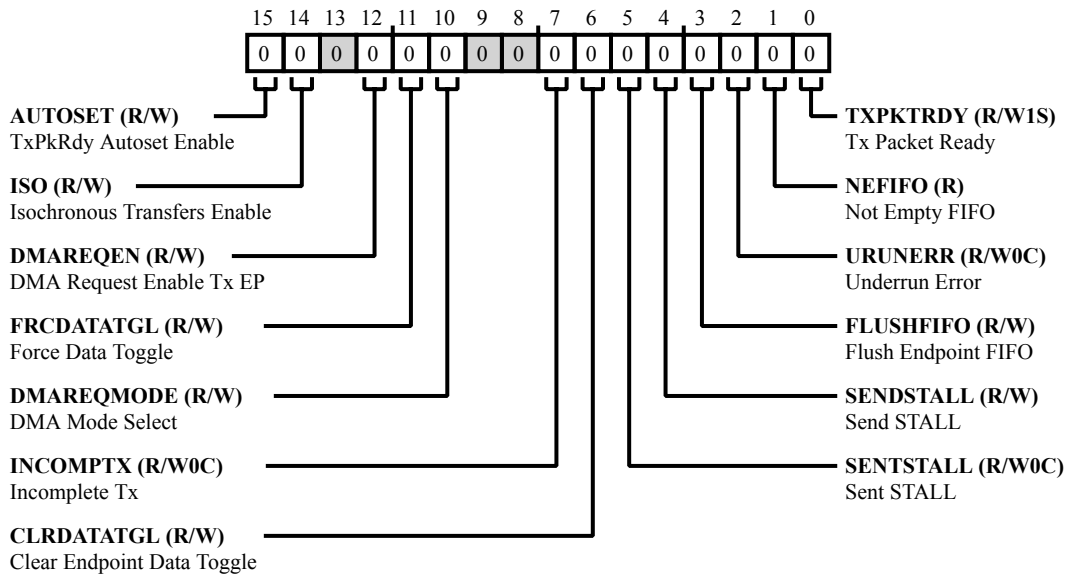 15 14 13 12 11 10 9 8 7 6 5 4 3 2 1 0
0 0 0 0 0 0 0 0 0 0 0 0 0 0 0 0
AUTOSET (R/W)
TxPkRdy Autoset Enable
ISO (R/W)
Isochronous Transfers Enable
DMAREQEN (R/W)
DMA Request Enable Tx EP
FRCDATATGL (R/W)
Force Data Toggle
DMAREQMODE (R/W)
DMA Mode Select
INCOMPTX (R/W0C)
Incomplete Tx
CLRDATATGL (R/W)
Clear Endpoint Data Toggle
TXPKTRDY (R/W1S)
Tx Packet Ready
NEFIFO (R)
Not Empty FIFO
URUNERR (R/W0C)
Underrun Error
FLUSHFIFO (R/W)
Flush Endpoint FIFO
SENDSTALL (R/W)
Send STALL
SENTSTALL (R/W0C)
Sent STALL